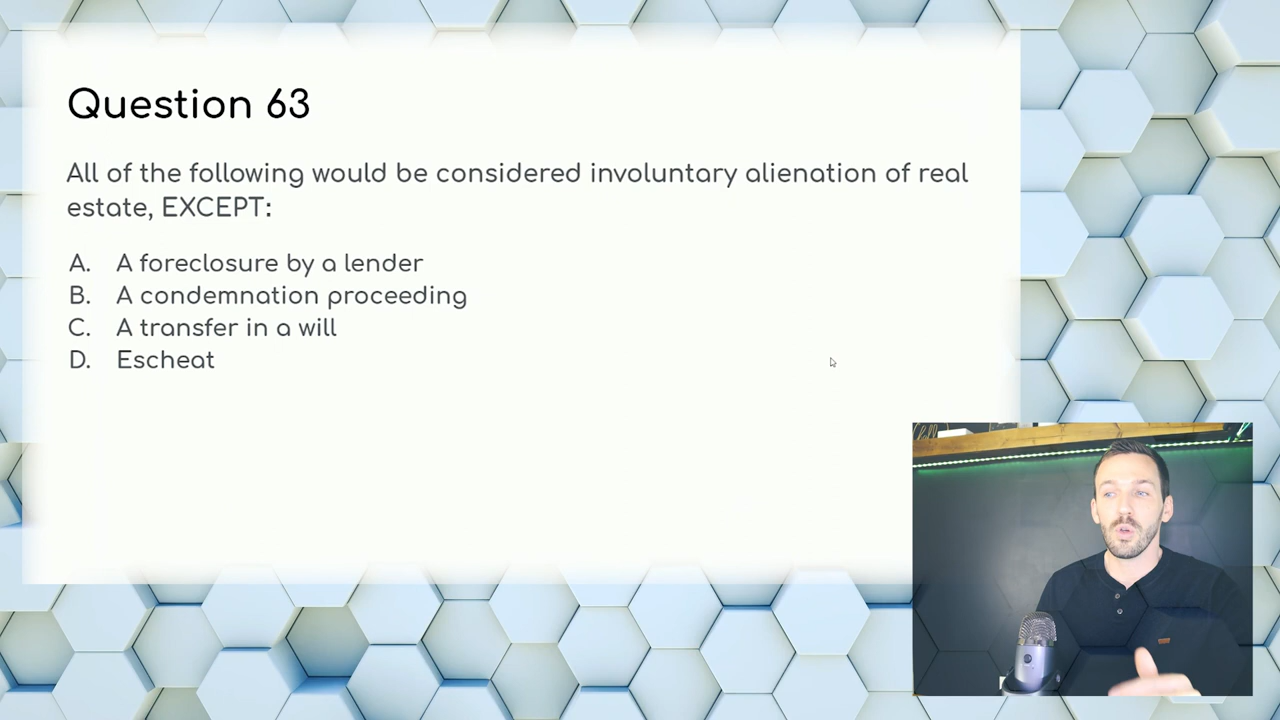 Question 63
All of the following would be considered involuntary alienation of real
estate, EXCEPT:
A. A foreclosure by a lender
B. A condemnation proceeding
C. A transfer in a will
D. Escheat